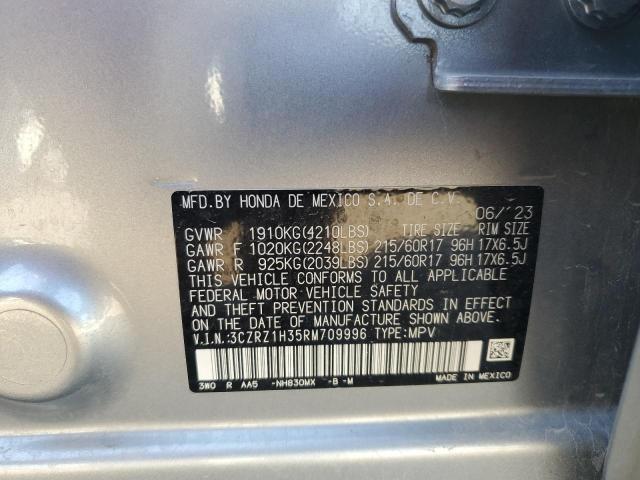 MFD.BY HONDA DE MEXICO S.A. DE C.V.
06/'23
GVWR 1910KG(4210LBS) TIRE SIZE RIM SIZE
GAWR F 1020KG(2248LBS) 215/60R17 96H 17X6.5J
GAWR R 925KG(2039LBS) 215/60R17 96H 17X6.5J
THIS VEHICLE CONFORMS TO ALL APPLICABLE
FEDERAL MOTOR VEHICLE SAFETY
AND THEFT PREVENTION STANDARDS IN EFFECT
ON THE DATE OF MANUFACTURE SHOWN ABOVE.
V.I.N.:3CZRZ1H35RM709996 TYPE:MPV
3W0 R AA5 -NH830MX -B -M
MADE IN MEXICO